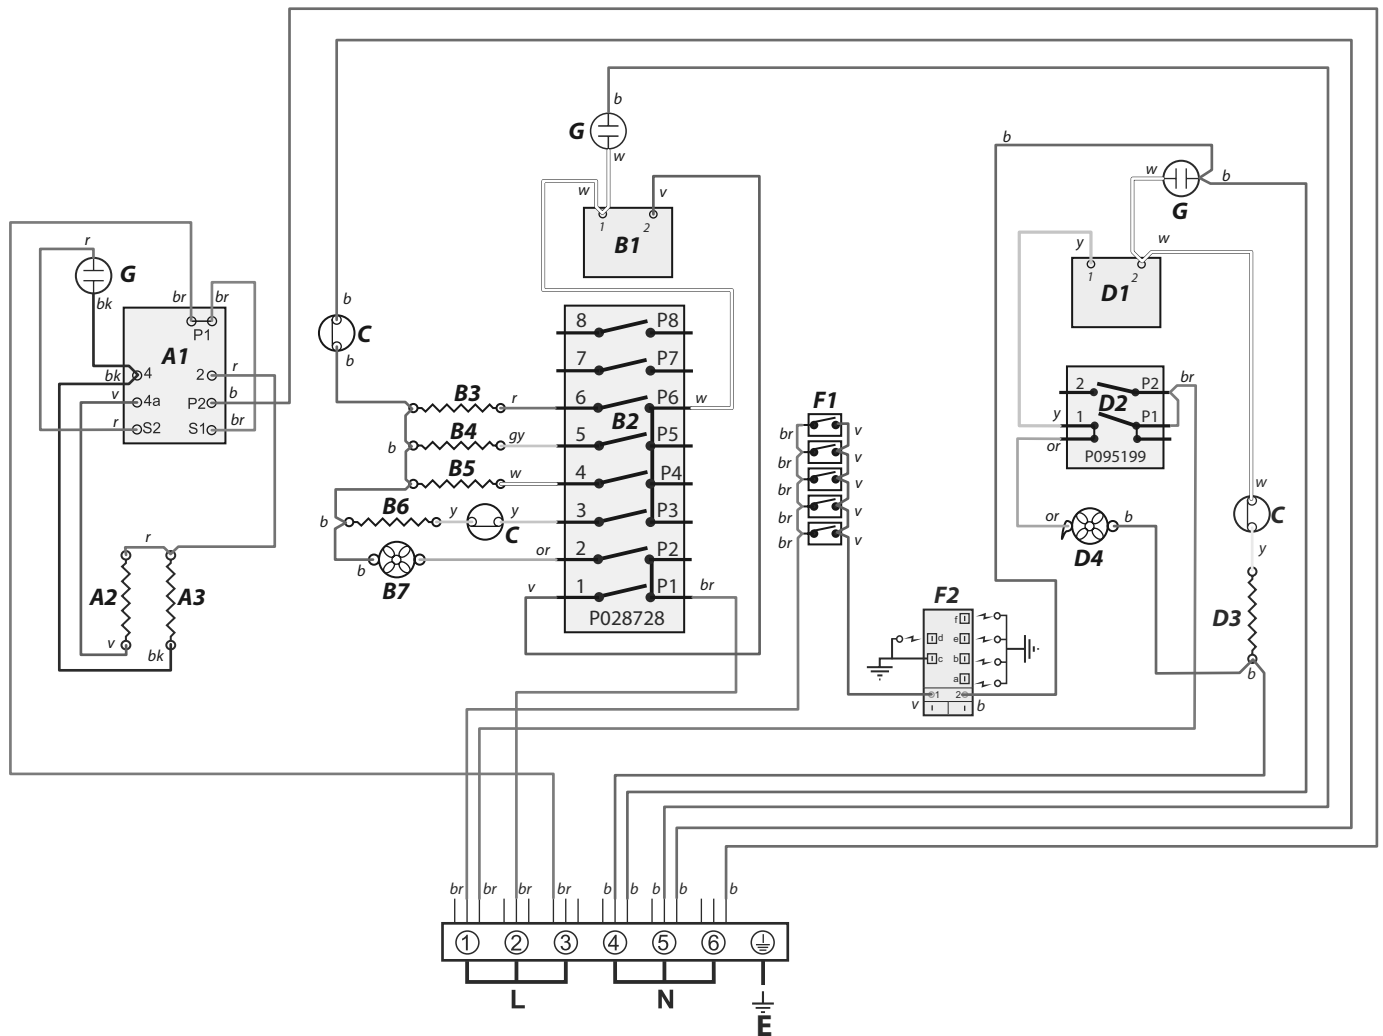 b
G
w
w
v
1
2
B1
b
w
G
b
w
y
1
2
D1
r
G
bk
br
br
P1
A1
bk
4
2
r
v
4a
P2
b
r
S2
S1
br
b
C
b
8
P8
7
P7
B3
r
6
P6
w
B2
B4
gy
5
P5
b
B5
w
4
P4
B6
y
y
3
P3
b
C
or
2
P2
b
B7
v
1
P1
br
P028728
F1
br
v
br
v
br
v
br
v
br
v
2
P2
br
D2
y
1
P1
or
P095199
w
C
or
b
D4
y
D3
b
r
A2
A3
v
bk
F2
f
d
e
c
b
a
1
2
v
b
br
br
br
br
b
b
b
b
b
1
2
3
4
5
6
L
N
E